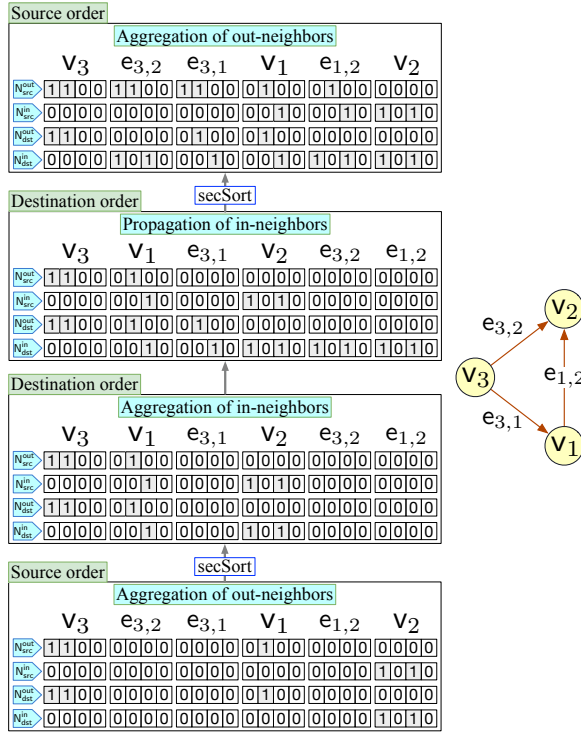 Source order
Aggregation of out-neighbors
v3 e3,2 e3,1 v1 e1,2 v2
N^out_src 1100 1100 1100 0100 0100 0000
N^in_src 0000 0000 0000 0010 0010 1010
N^out_dst 1100 0000 0100 0100 0000 0000
N^in_dst 0000 1010 0010 0010 1010 1010
secSort
Destination order
Propagation of in-neighbors
v3 v1 e3,1 v2 e3,2 e1,2
N^out_src 1100 0100 0000 0000 0000 0000
N^in_src 0000 0010 0000 1010 0000 0000
N^out_dst 1100 0100 0100 0000 0000 0000
N^in_dst 0000 0010 0010 1010 1010 1010
Destination order
Aggregation of in-neighbors
v3 v1 e3,1 v2 e3,2 e1,2
N^out_src 1100 0100 0000 0000 0000 0000
N^in_src 0000 0010 0000 1010 0000 0000
N^out_dst 1100 0100 0000 0000 0000 0000
N^in_dst 0000 0010 0000 1010 0000 0000
secSort
Source order
Aggregation of out-neighbors
v3 e3,2 e3,1 v1 e1,2 v2
N^out_src 1100 0000 0000 0100 0000 0000
N^in_src 0000 0000 0000 0000 0000 1010
N^out_dst 1100 0000 0000 0100 0000 0000
N^in_dst 0000 0000 0000 0000 0000 1010
v2
e3,2
v3
e1,2
e3,1
v1